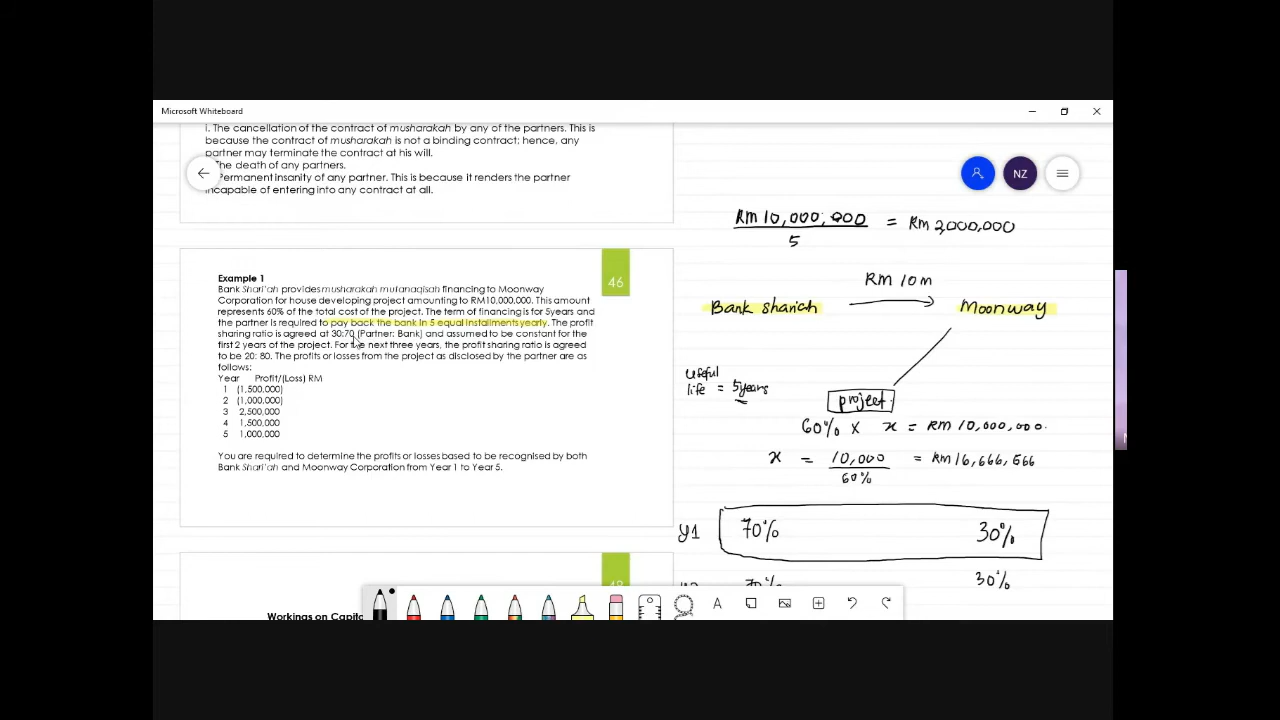 Microsoft Whiteboard
I. The cancellation of the contract of musharakah by any of the partners. This is
because the contract of musharakah is not a binding contract; hence, any
partner may terminate the contract at his will.
The death of any partners.
Permanent insanity of any partner. This is because it renders the partner
incapable of entering into any contract at all.
NZ
46
Example 1
Bank Shari'ah provides musharakah mutanaqisah financing to Moonway
Corporation for house developing project amounting to RM10,000,000. This amount
represents 60% of the total cost of the project. The term of financing is for 5years and
the partner is required to pay back the bank in 5 equal installments yearly. The profit
sharing ratio is agreed at 30:70 (Partner: Bank) and assumed to be constant for the
first 2 years of the project. For the next three years, the profit sharing ratio is agreed
to be 20: 80. The profits or losses from the project as disclosed by the partner are as
follows:
Year Profit/(Loss) RM
1 (1,500,000)
2 (1,000,000)
3 2,500,000
4 1,500,000
5 1,000,000
You are required to determine the profits or losses based to be recognised by both
Bank Shari'ah and Moonway Corporation from Year 1 to Year 5.
RM 10,000,000
5
= RM 2,000,000
RM 10m
Bank shariah
Moonway
useful
life = 5years
project
60% x x = RM 10,000,000.
x = 10,000
60%
= RM 16,666,566
Y1 70% 30%
70% 30%
A